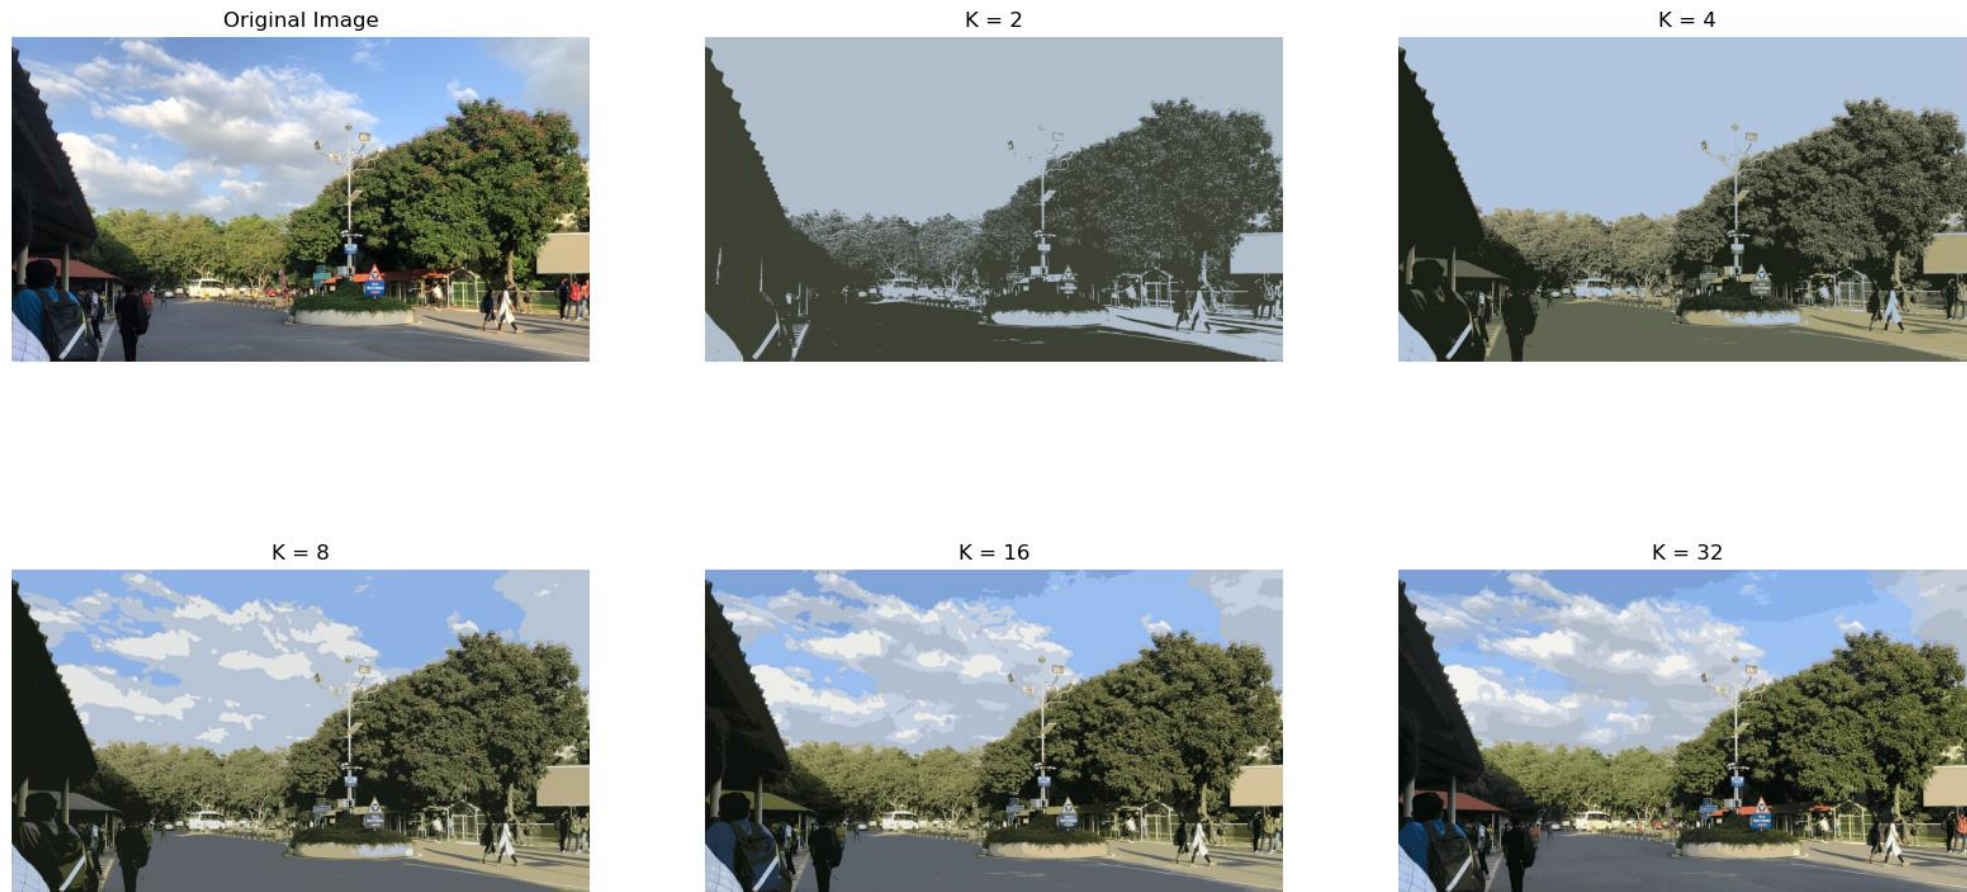 Original Image
K = 2
K = 4
K = 8
K = 16
K = 32